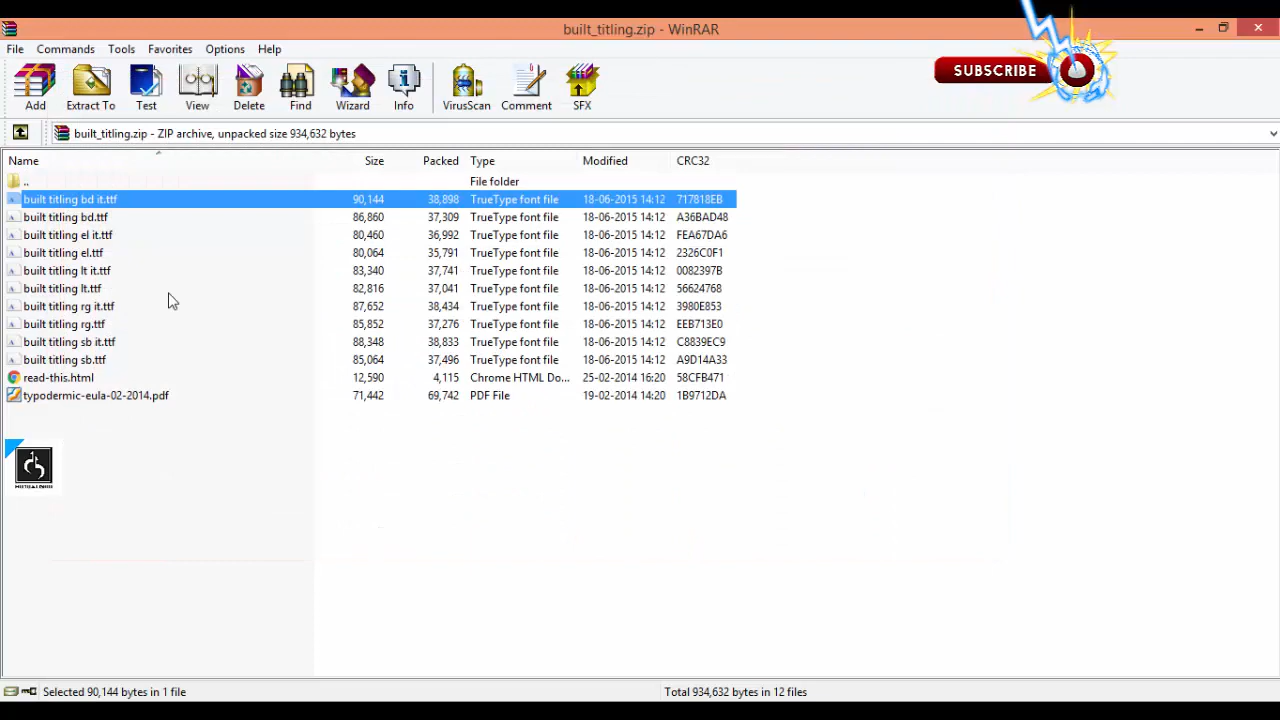 built_titling.zip - WinRAR
File Commands Tools Favorites Options Help
SUBSCRIBE
Add Extract To Test View Delete Find Wizard Info VirusScan Comment SFX
built_titling.zip - ZIP archive, unpacked size 934,632 bytes
Name Size Packed Type Modified CRC32
.. File folder
built titling bd it.ttf 90,144 38,898 TrueType font file 18-06-2015 14:12 717818EB
built titling bd.ttf 86,860 37,309 TrueType font file 18-06-2015 14:12 A36BAD48
built titling el it.ttf 80,460 36,992 TrueType font file 18-06-2015 14:12 FEA67DA6
built titling el.ttf 80,064 35,791 TrueType font file 18-06-2015 14:12 2326C0F1
built titling lt it.ttf 83,340 37,741 TrueType font file 18-06-2015 14:12 0082397B
built titling lt.ttf 82,816 37,041 TrueType font file 18-06-2015 14:12 56624768
built titling rg it.ttf 87,652 38,434 TrueType font file 18-06-2015 14:12 3980E853
built titling rg.ttf 85,852 37,276 TrueType font file 18-06-2015 14:12 EEB713E0
built titling sb it.ttf 88,348 38,833 TrueType font file 18-06-2015 14:12 C8839EC9
built titling sb.ttf 85,064 37,496 TrueType font file 18-06-2015 14:12 A9D14A33
read-this.html 12,590 4,115 Chrome HTML Do... 25-02-2014 16:20 58CFB471
typodermic-eula-02-2014.pdf 71,442 69,742 PDF File 19-02-2014 14:20 1B9712DA
Selected 90,144 bytes in 1 file Total 934,632 bytes in 12 files